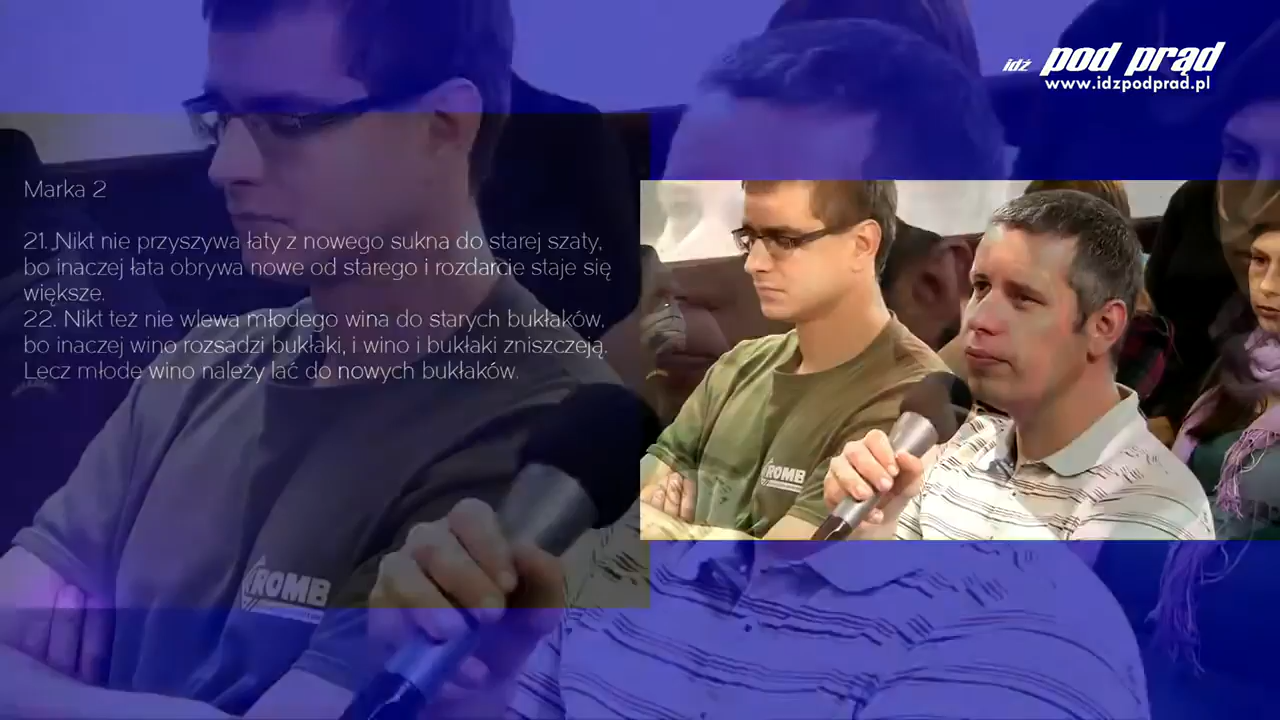 idź pod prąd
www.idzpodprad.pl
Marka 2
21. Nikt nie przyszywa łaty z nowego sukna do starej szaty,
bo inaczej łata obrywa nowe od starego i rozdarcie staje się
większe.
22. Nikt też nie wlewa młodego wina do starych bukłaków,
bo inaczej wino rozsadzi bukłaki, i wino i bukłaki zniszczeją.
Lecz młode wino należy lać do nowych bukłaków.
ROMB
ROMB